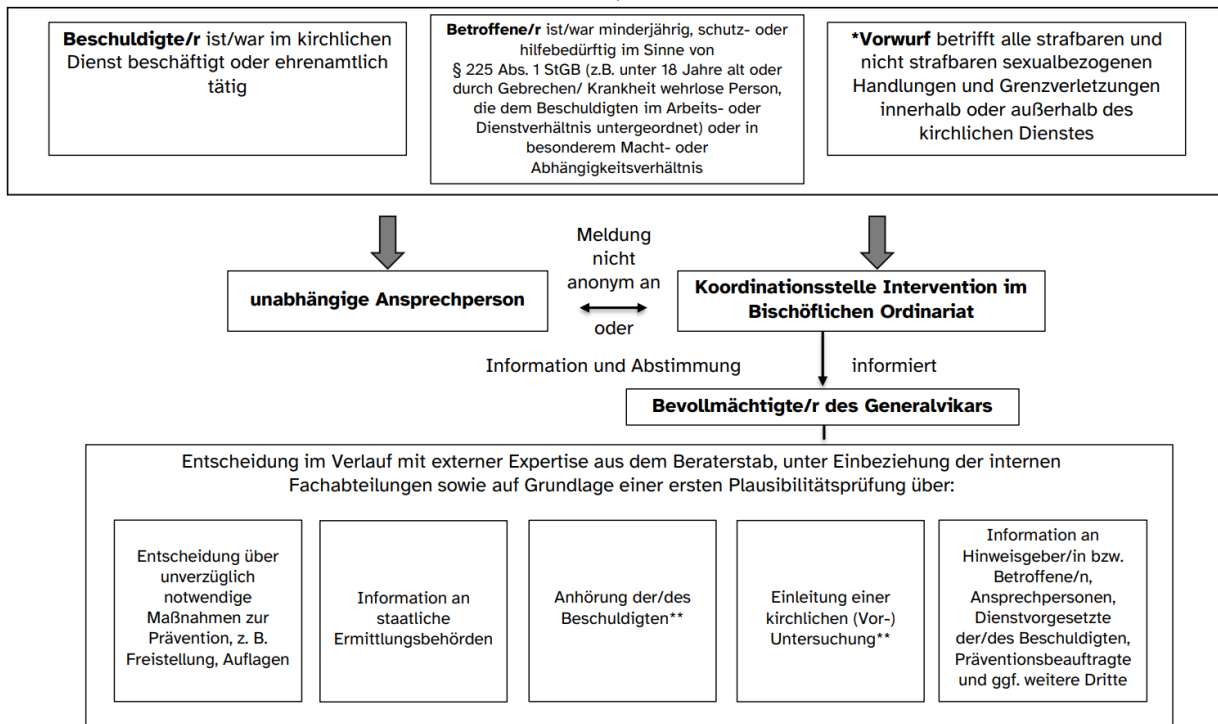 Beschuldigte/r ist/war im kirchlichen
Dienst beschäftigt oder ehrenamtlich
tätig
Betroffene/r ist/war minderjährig, schutz- oder
hilfebedürftig im Sinne von
§ 225 Abs. 1 StGB (z.B. unter 18 Jahre alt oder
durch Gebrechen/ Krankheit wehrlose Person,
die dem Beschuldigten im Arbeits- oder
Dienstverhältnis untergeordnet) oder in
besonderem Macht- oder
Abhängigkeitsverhältnis
*Vorwurf betrifft alle strafbaren und
nicht strafbaren sexualbezogenen
Handlungen und Grenzverletzungen
innerhalb oder außerhalb des
kirchlichen Dienstes
unabhängige Ansprechperson
Meldung
nicht
anonym an
oder
Koordinationsstelle Intervention im
Bischöflichen Ordinariat
Information und Abstimmung
informiert
Bevollmächtigte/r des Generalvikars
Entscheidung im Verlauf mit externer Expertise aus dem Beraterstab, unter Einbeziehung der internen
Fachabteilungen sowie auf Grundlage einer ersten Plausibilitätsprüfung über:
Entscheidung über
unverzüglich
notwendige
Maßnahmen zur
Prävention, z. B.
Freistellung, Auflagen
Information an
staatliche
Ermittlungsbehörden
Anhörung der/des
Beschuldigten**
Einleitung einer
kirchlichen (Vor-)
Untersuchung**
Information an
Hinweisgeber/in bzw.
Betroffene/n,
Ansprechpersonen,
Dienstvorgesetzte
der/des Beschuldigten,
Präventionsbeauftragte
und ggf. weitere Dritte